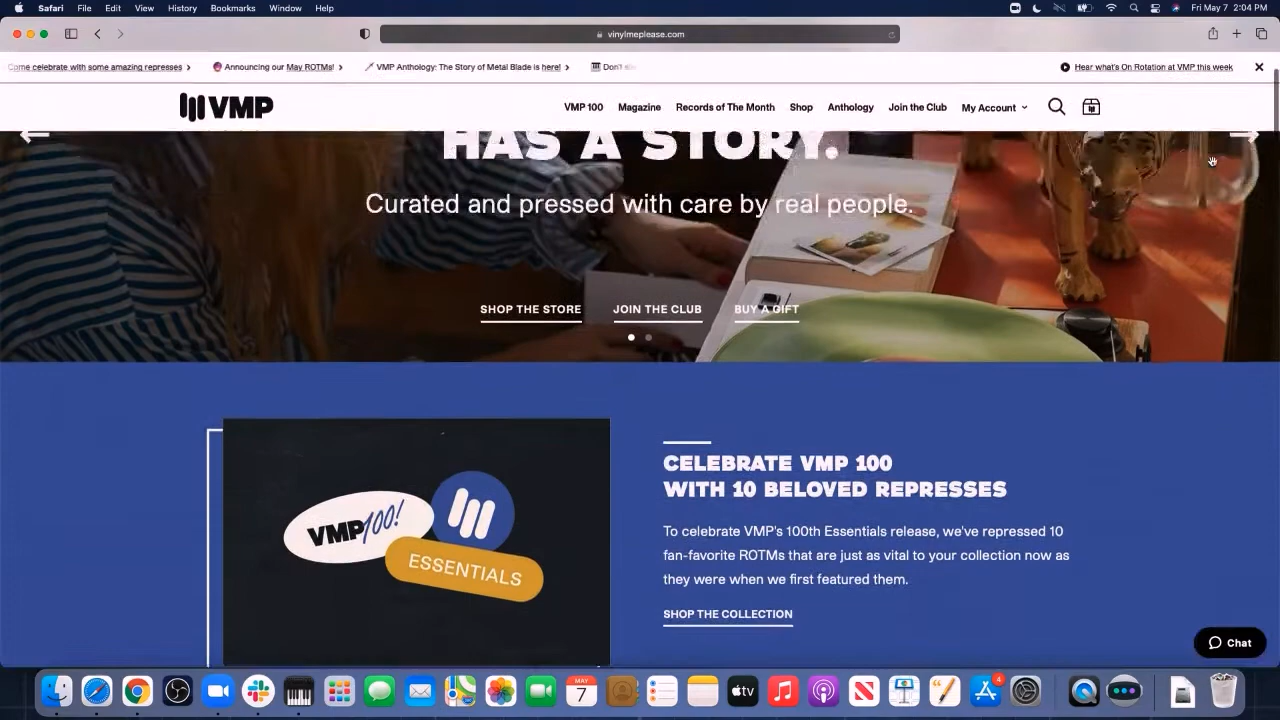 Safari File Edit View History Bookmarks Window Help Fri May 7 2:04 PM
vinylmeplease.com
Come celebrate with some amazing represses Announcing our May ROTMs! VMP Anthology: The Story of Metal Blade is here! Don't Hear what's On Rotation at VMP this week
VMP VMP 100 Magazine Records of The Month Shop Anthology Join the Club My Account
HAS A STORY.
Curated and pressed with care by real people.
SHOP THE STORE JOIN THE CLUB BUY A GIFT
VMP100!
ESSENTIALS
CELEBRATE VMP 100
WITH 10 BELOVED REPRESSES
To celebrate VMP's 100th Essentials release, we've repressed 10
fan-favorite ROTMs that are just as vital to your collection now as
they were when we first featured them.
SHOP THE COLLECTION
Chat
MAY
7
tv
4